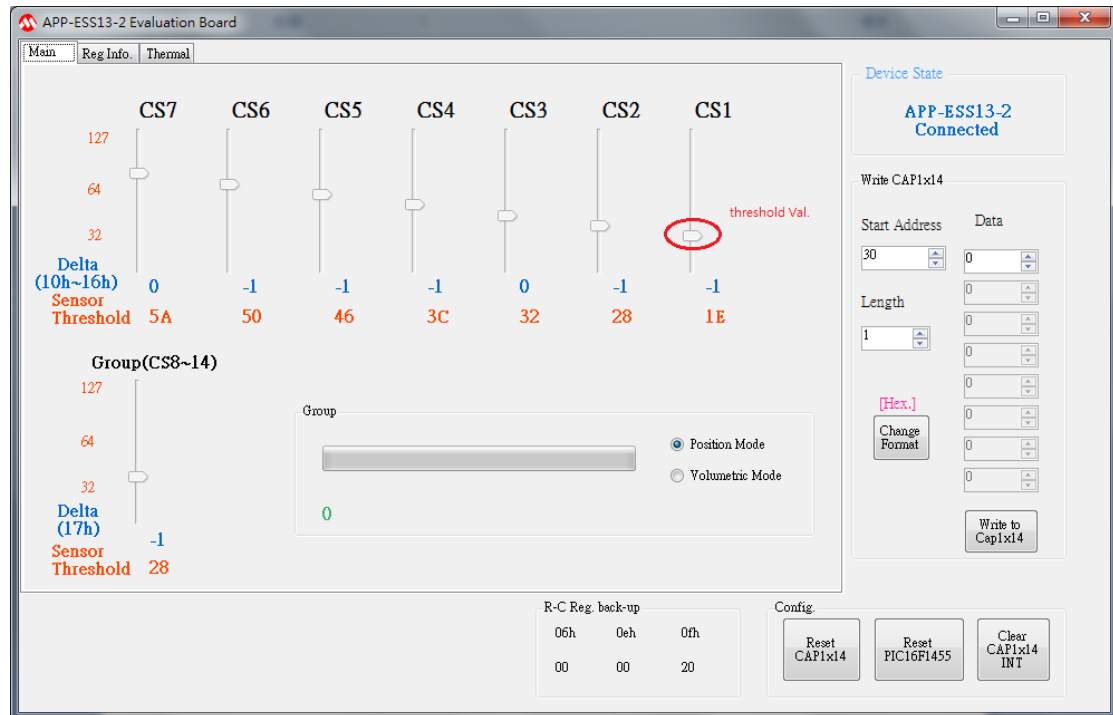 APP-ESS13-2 Evaluation Board
Main Reg Info. Thermal
CS7 CS6 CS5 CS4 CS3 CS2 CS1
127
64
32
threshold Val.
Delta
(10h~16h) 0 -1 -1 -1 0 -1 -1
Sensor
Threshold 5A 50 46 3C 32 28 1E
Group(CS8~14)
127
64
32
Delta
(17h)
-1
Sensor
Threshold 28
Group
Position Mode
Volumetric Mode
0
Device State
APP-ESS13-2
Connected
Write CAP1x14
Start Address Data
30 0
0
Length
0
1
0
0
[Hex.]
0
Change
Format
0
0
Write to
Cap1x14
R-C Reg. back-up
06h 0eh 0fh
00 00 20
Config.
Reset
CAP1x14
Reset
PIC16F1455
Clear
CAP1x14
INT